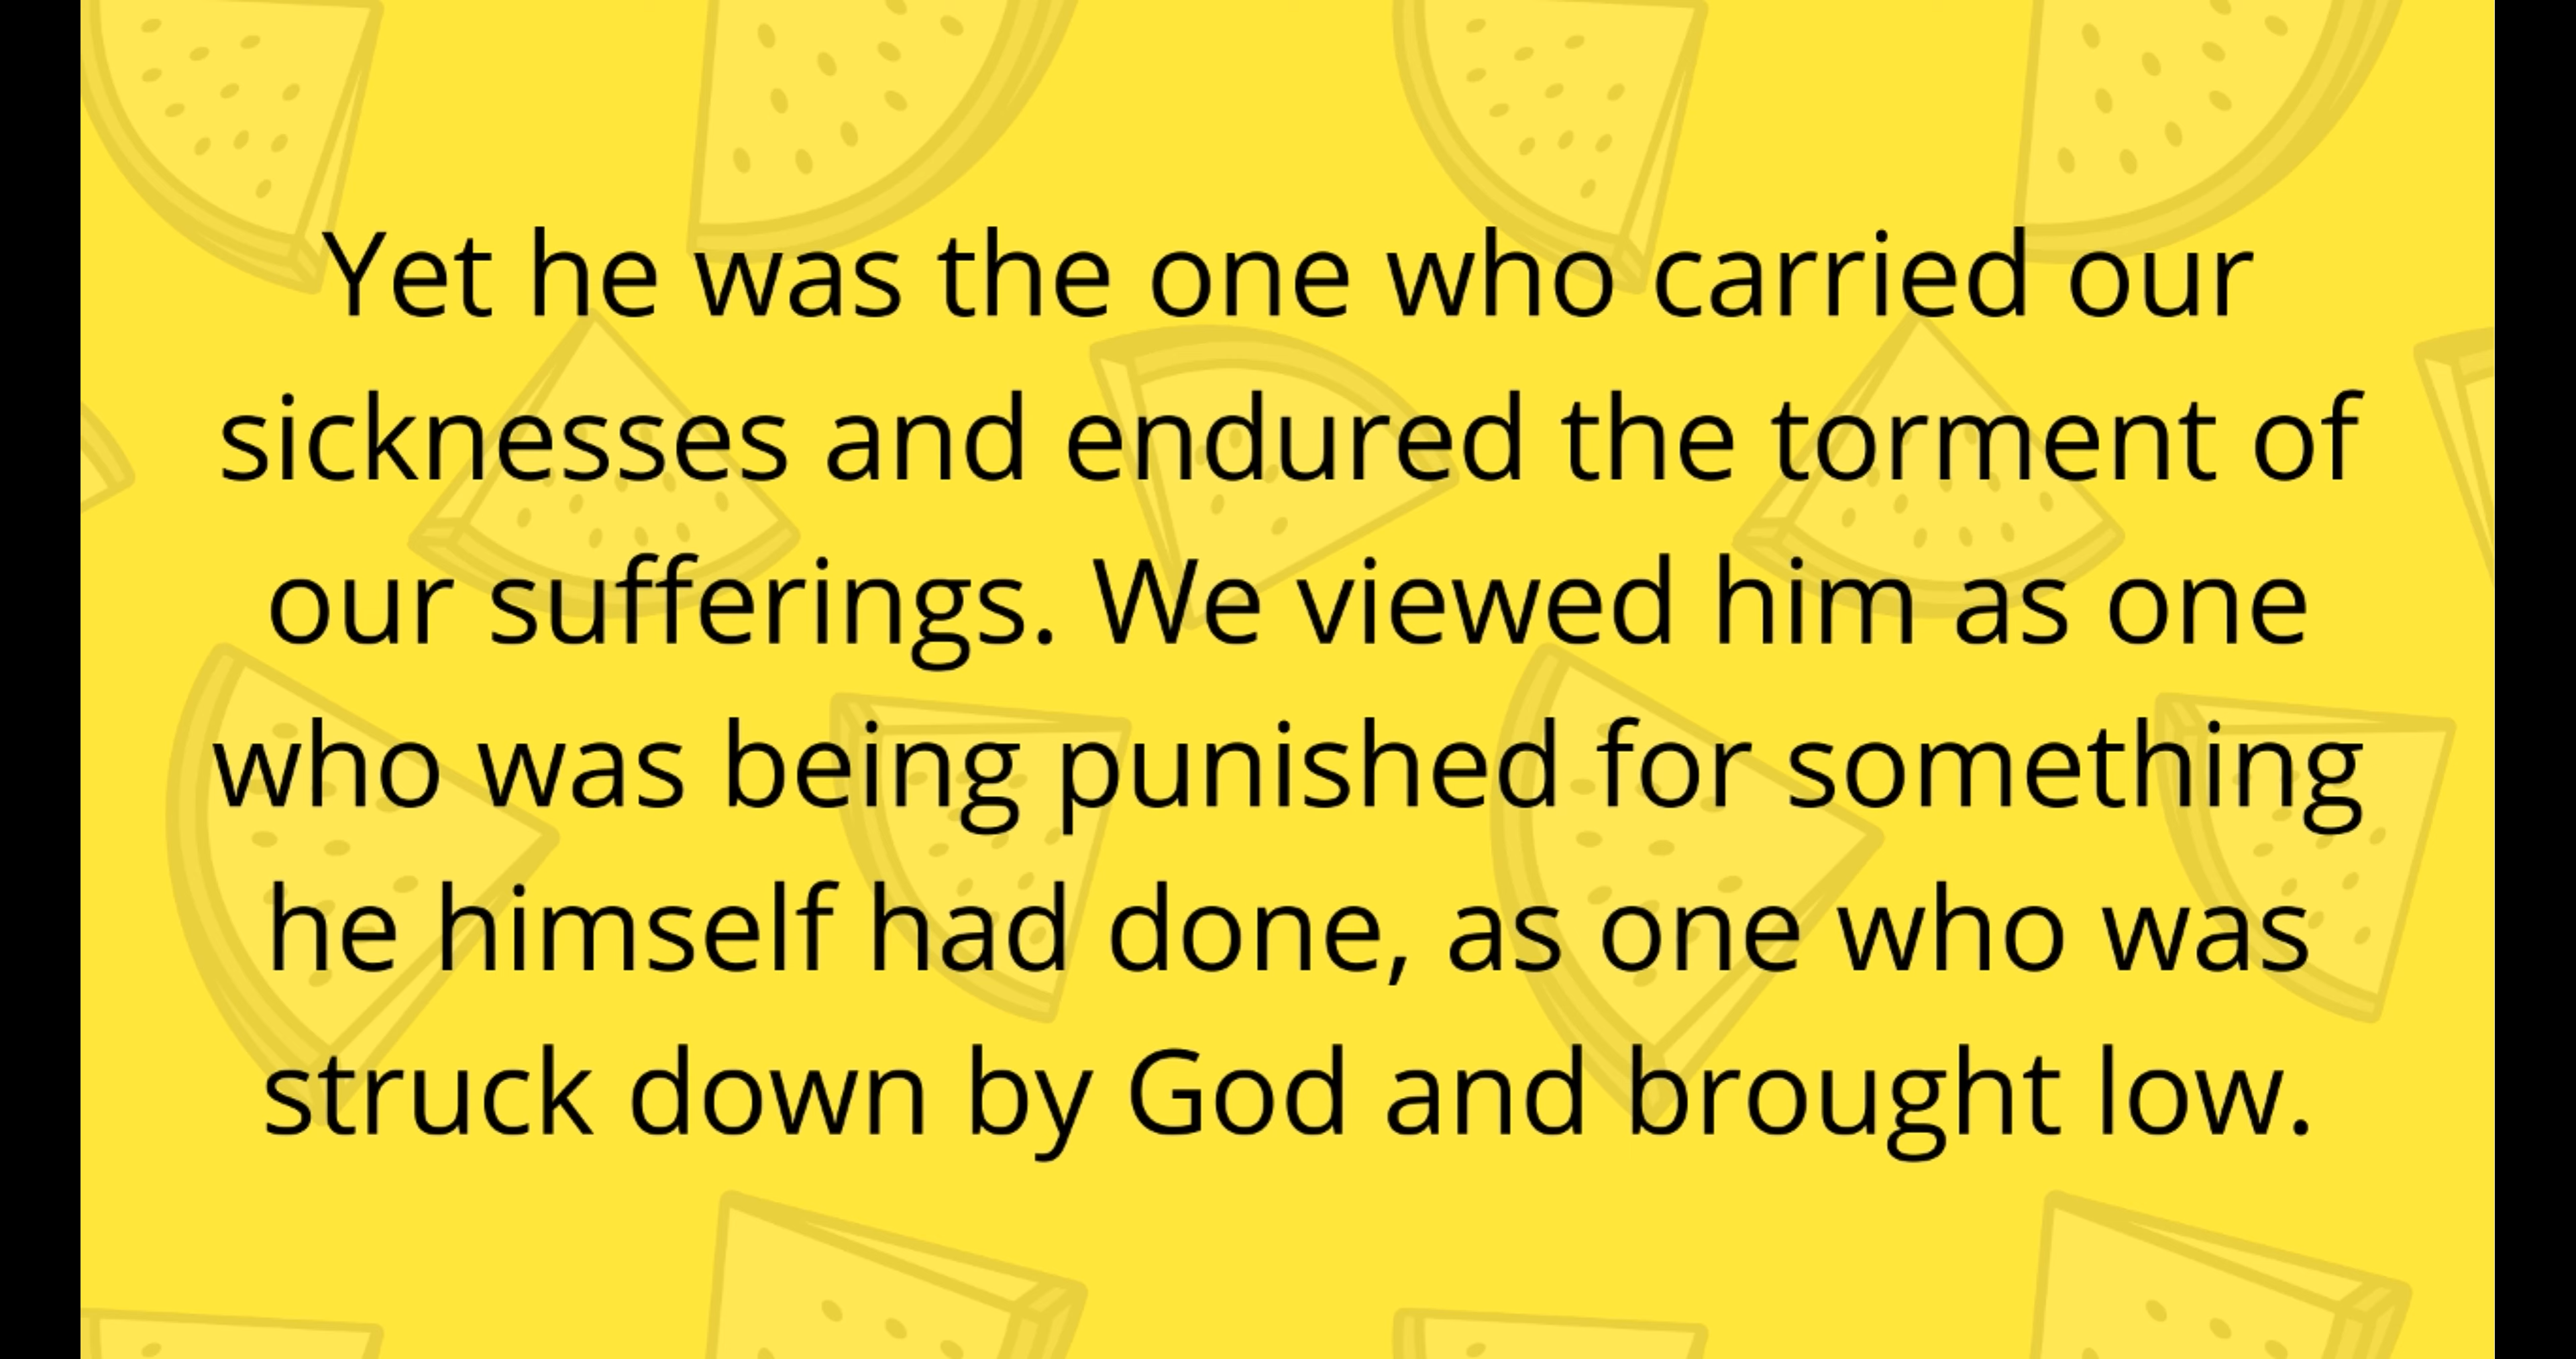 Yet he was the one who carried our
sicknesses and endured the torment of
our sufferings. We viewed him as one
who was being punished for something
he himself had done, as one who was
struck down by God and brought low.